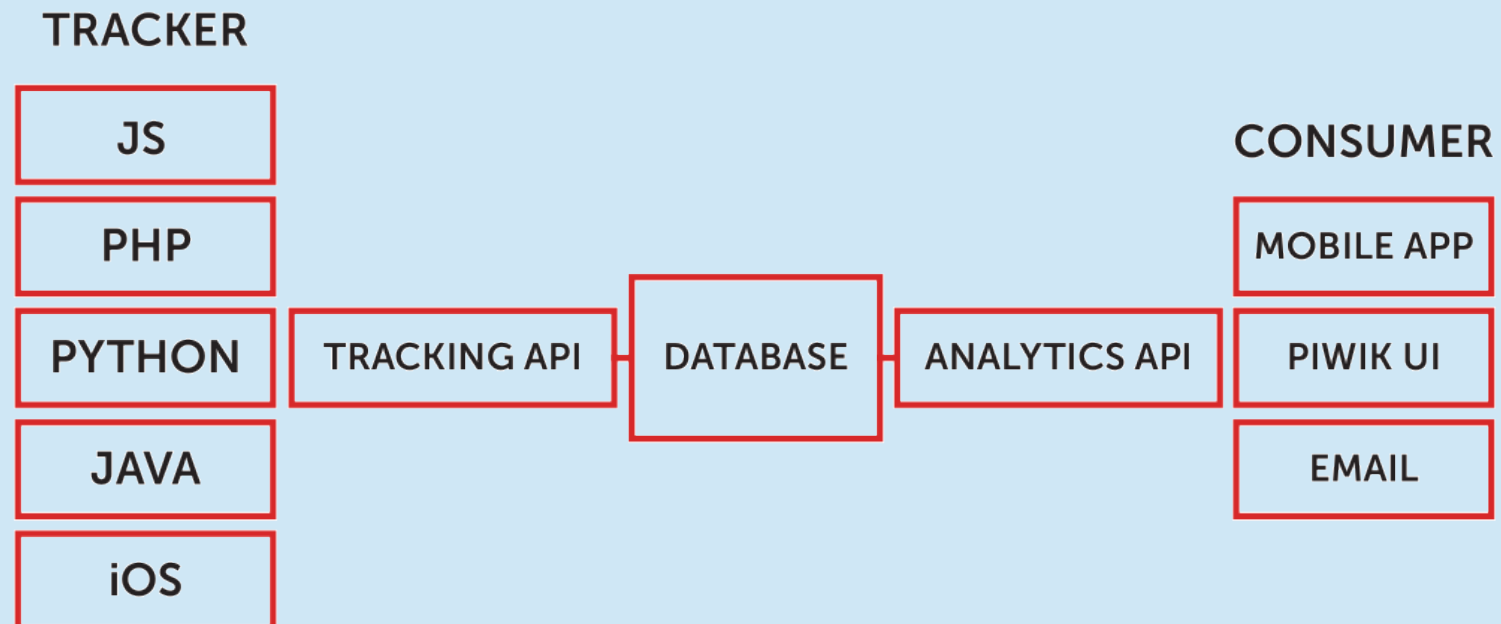 TRACKER
JS
PHP
PYTHON
JAVA
iOS
TRACKING API
DATABASE
ANALYTICS API
CONSUMER
MOBILE APP
PIWIK UI
EMAIL